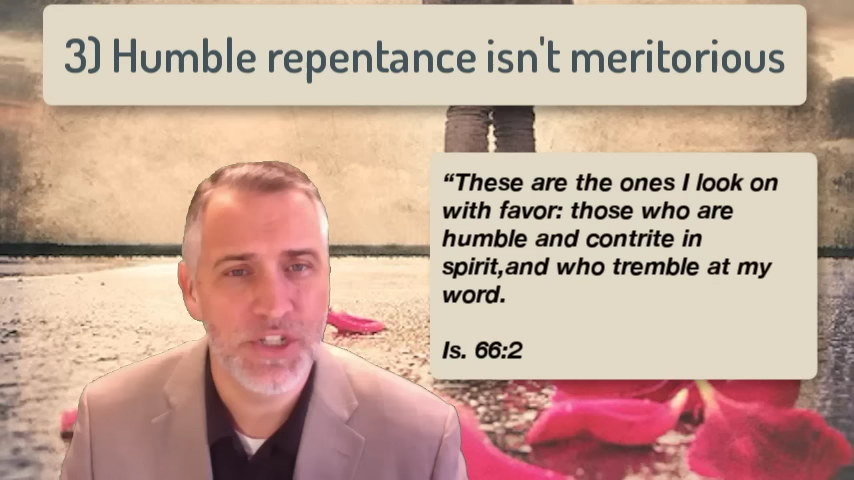 3) Humble repentance isn't meritorious
“These are the ones I look on
with favor: those who are
humble and contrite in
spirit,and who tremble at my
word.
Is. 66:2